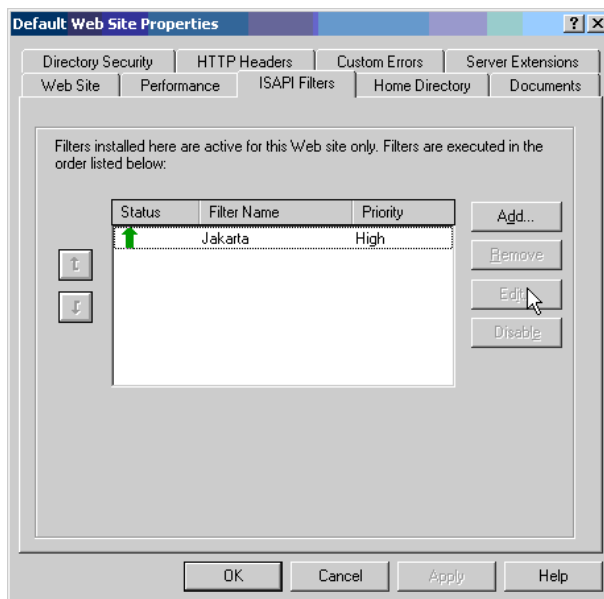 Default Web Site Properties
Directory Security HTTP Headers Custom Errors Server Extensions
Web Site Performance ISAPI Filters Home Directory Documents
Filters installed here are active for this Web site only. Filters are executed in the
order listed below:
Status Filter Name Priority
Jakarta High
Add...
Remove
Disable
OK Cancel Apply Help